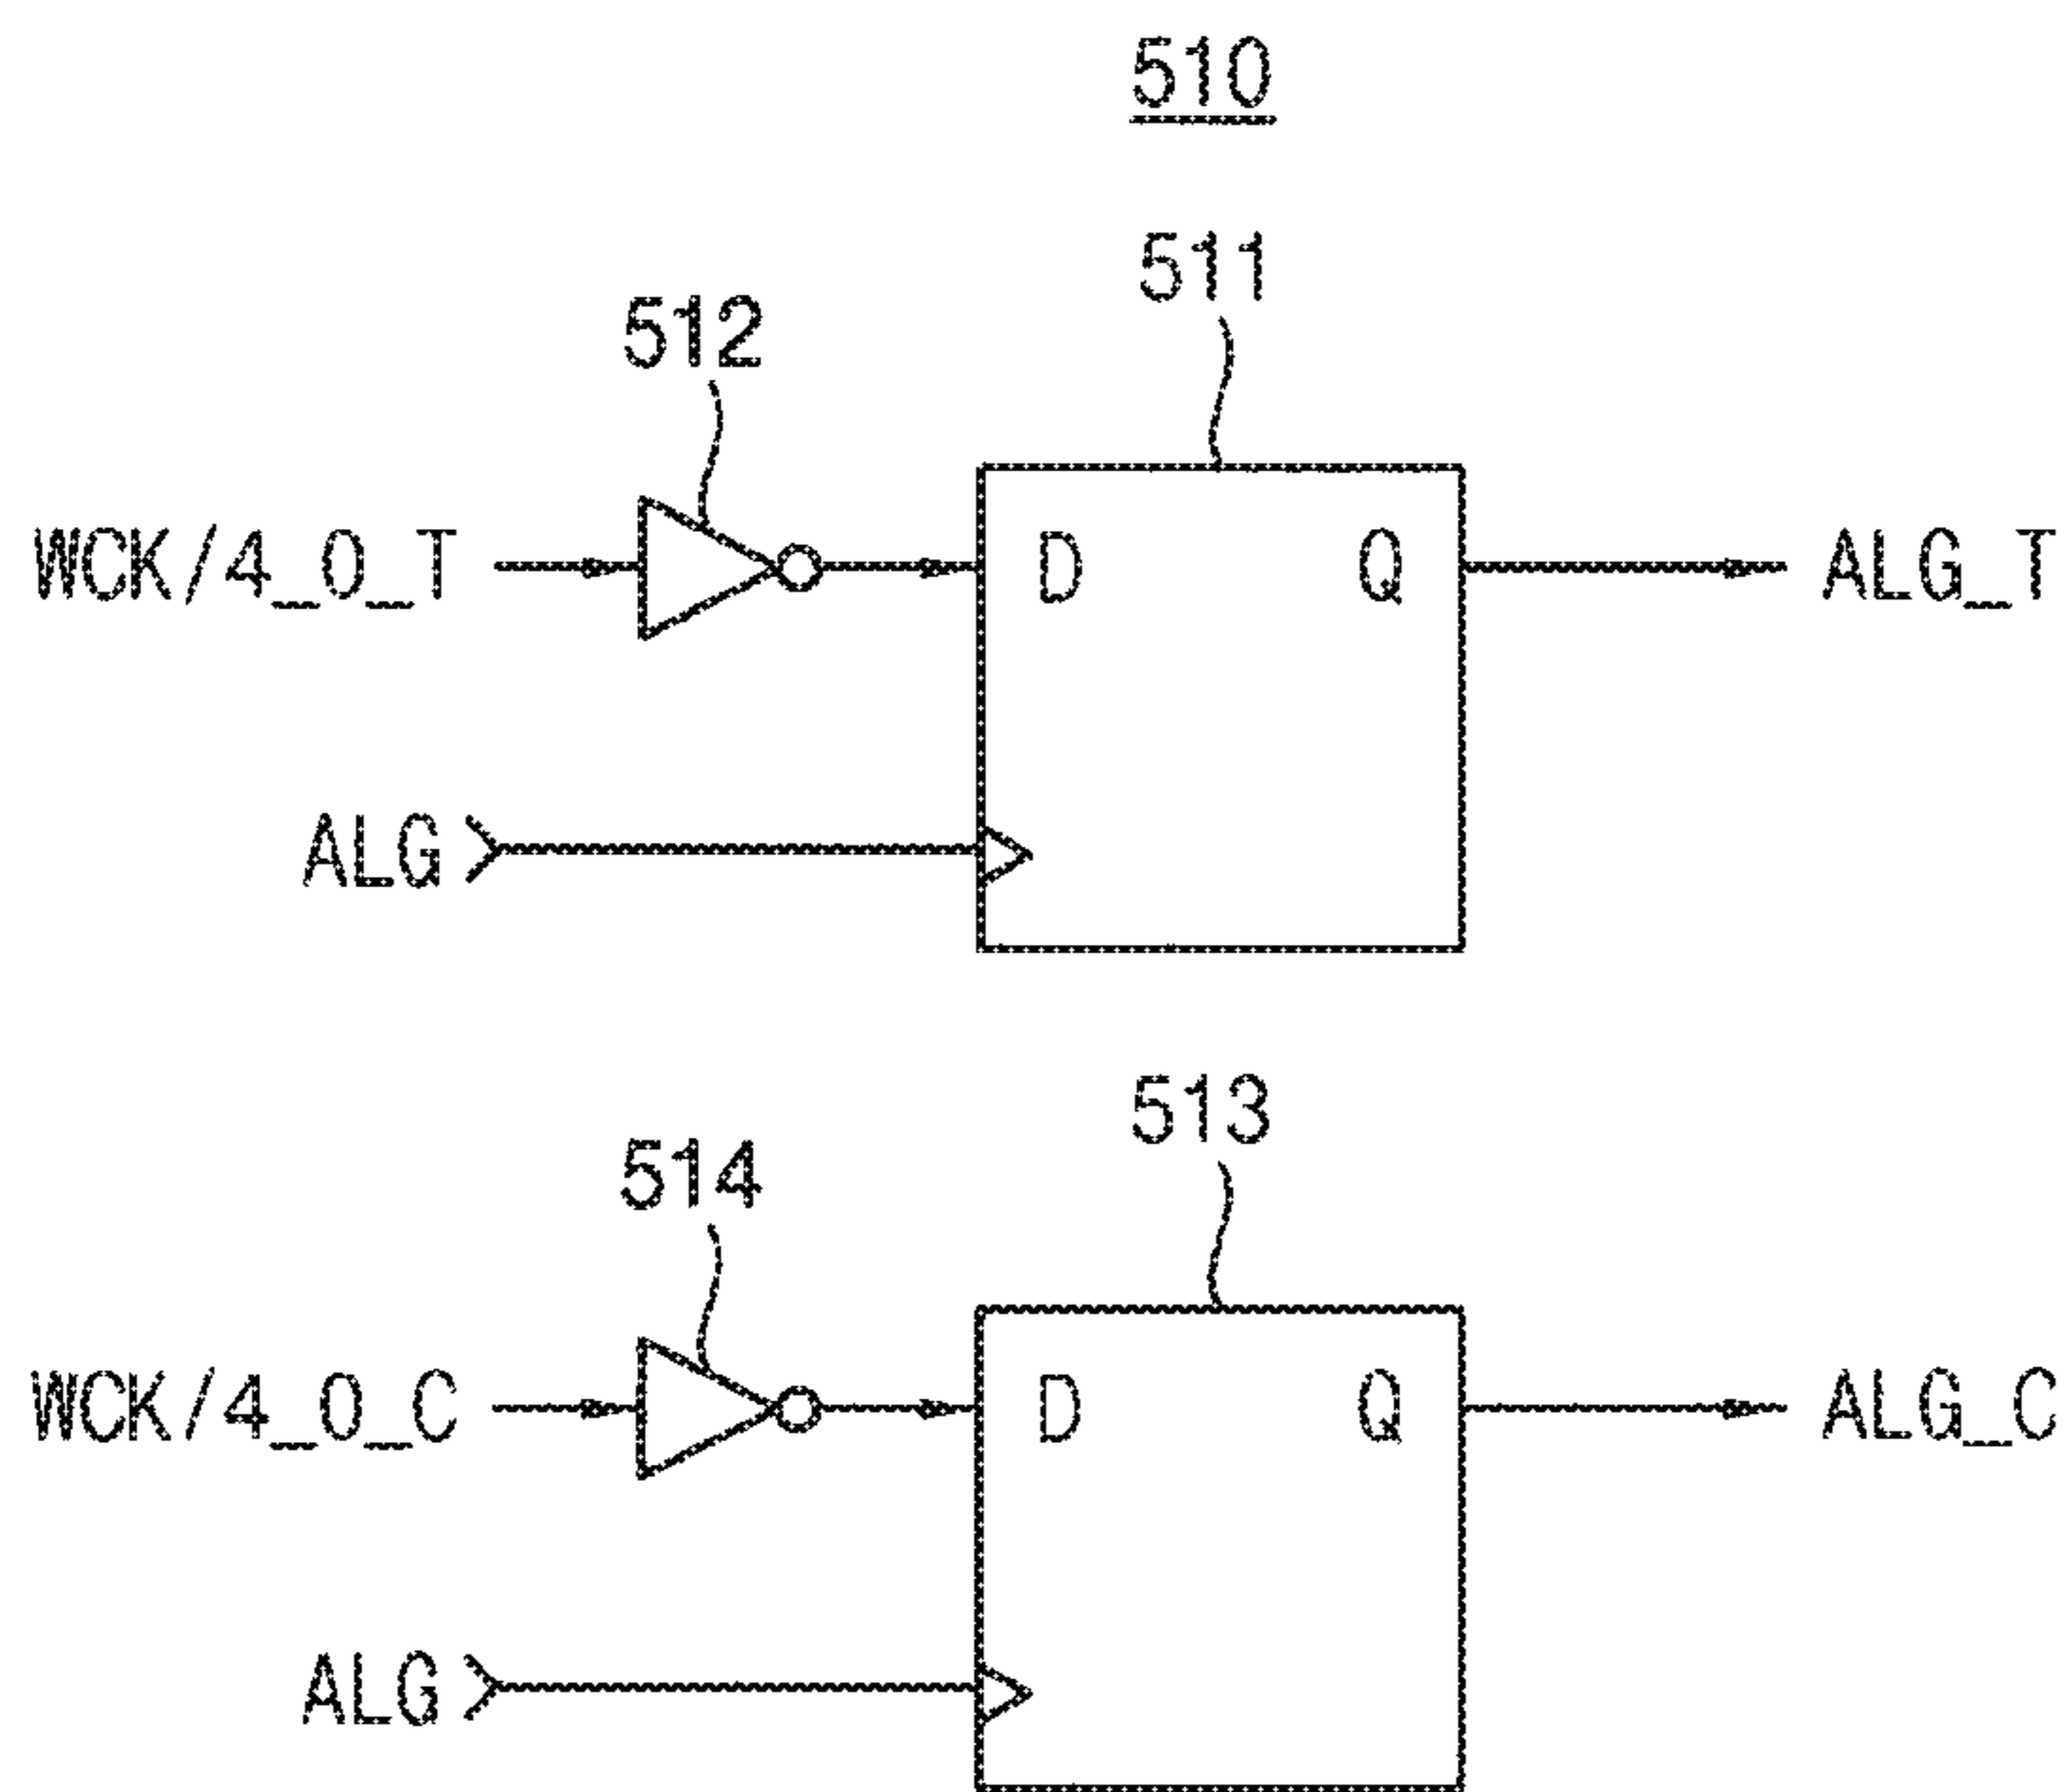 510
511
512
WCK/4_0_T
D
Q
ALG_T
ALG
513
514
WCK/4_0_C
D
Q
ALG_C
ALG